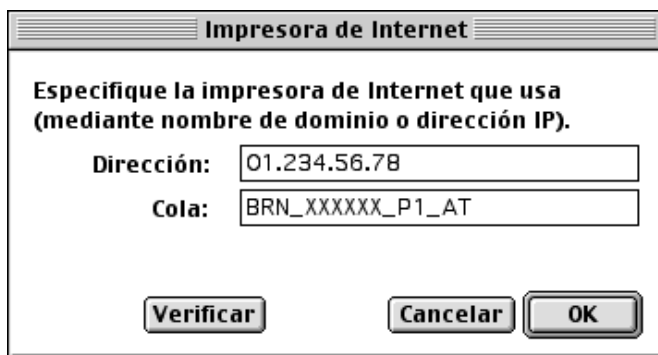 Impresora de Internet
Especifique la impresora de Internet que usa
(mediante nombre de dominio o dirección IP).
Dirección: 01.234.56.78
Cola: BRN_XXXXXX_P1_AT
Verificar Cancelar OK